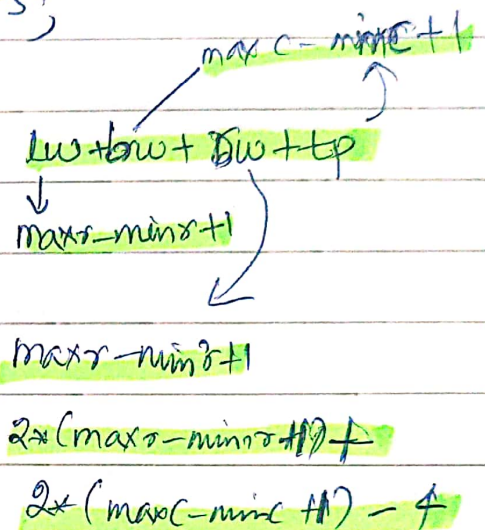 max c - minc + 1
lw + bw + rw + tp
maxr - minr + 1
maxr - minr + 1
2*(maxr - minr + 1) +
2*(maxc - minc + 1) - 4